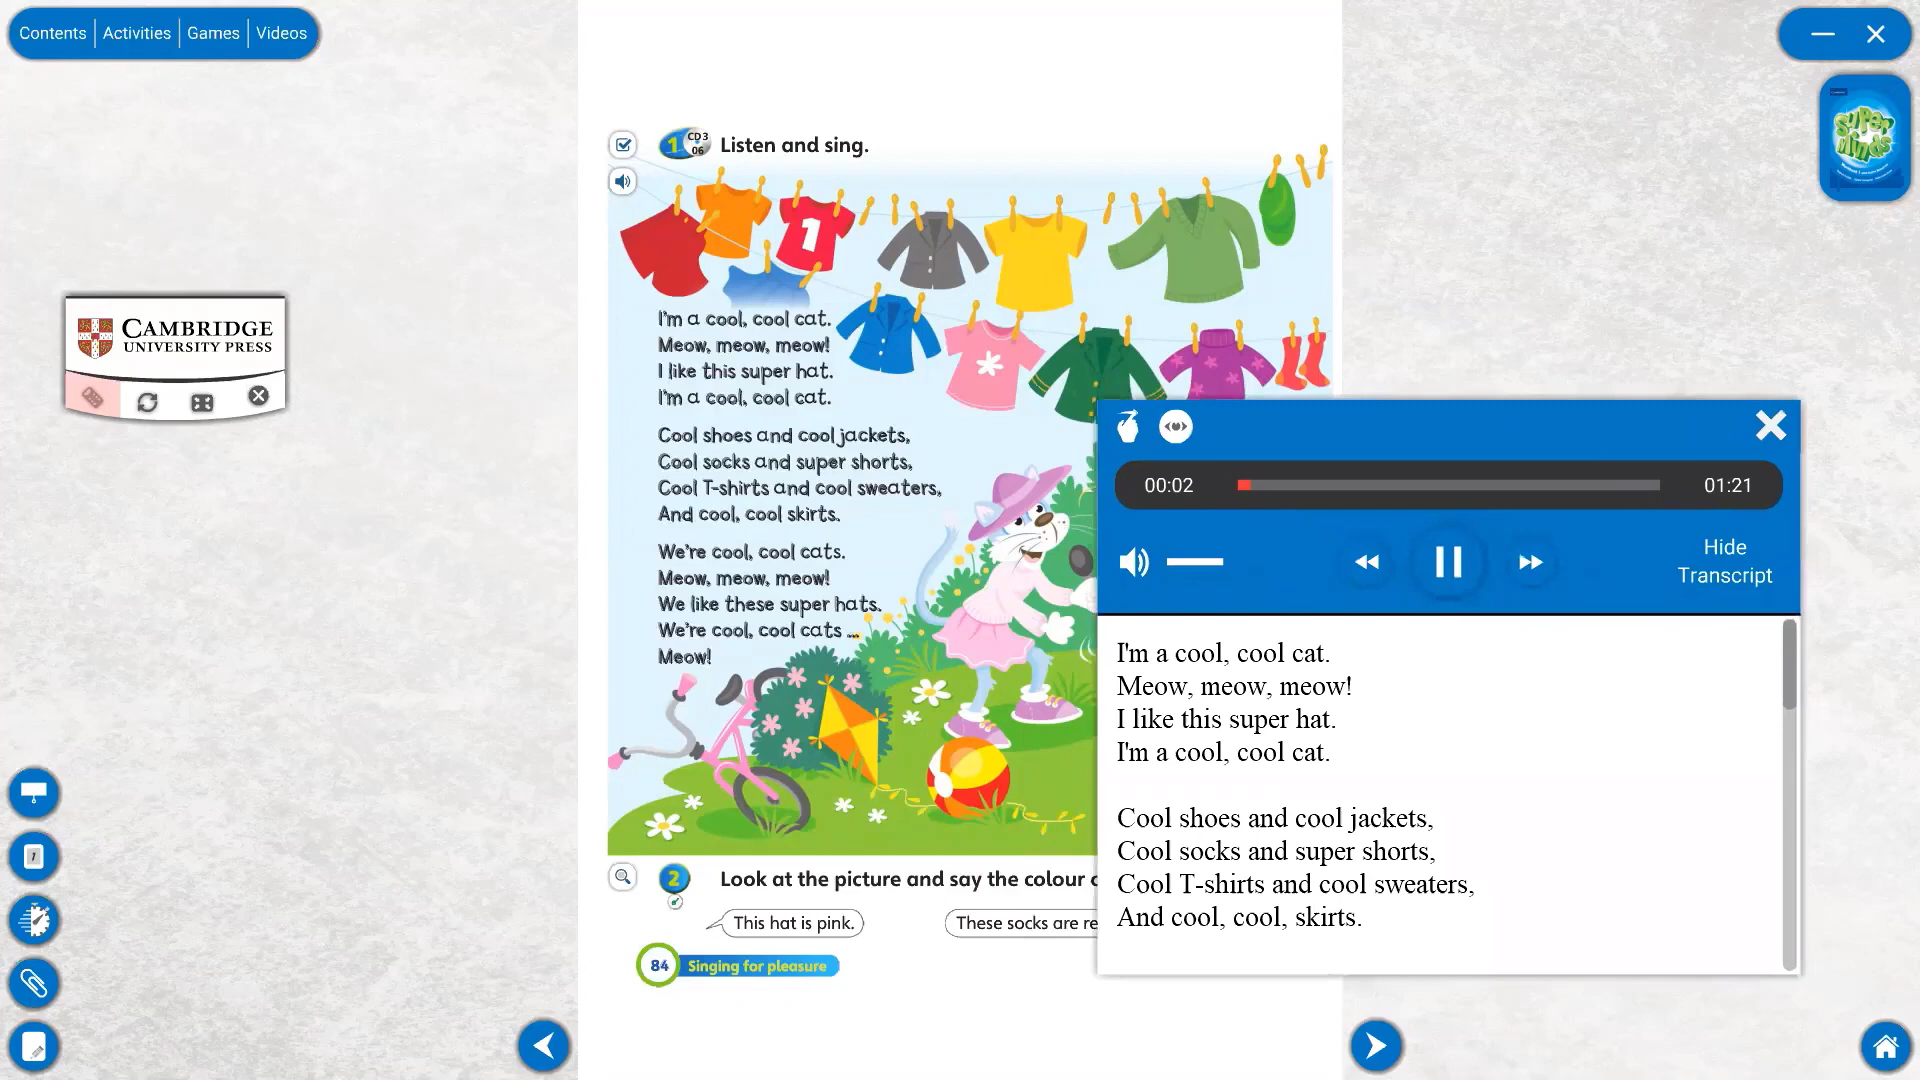 Contents
Activities
Games
Videos
CAMBRIDGE
UNIVERSITY PRESS
SUPER
MINDS
1
CD3
06
Listen and sing.
1
I'm a cool, cool cat.
Meow, meow, meow!
I like this super hat.
I'm a cool, cool cat.
Cool shoes and cool jackets,
Cool socks and super shorts,
Cool T-shirts and cool sweaters,
And cool, cool skirts.
We're cool, cool cats.
Meow, meow, meow!
We like these super hats.
We're cool, cool cats ...
Meow!
00:02
01:21
Hide
Transcript
I'm a cool, cool cat.
Meow, meow, meow!
I like this super hat.
I'm a cool, cool cat.
Cool shoes and cool jackets,
Cool socks and super shorts,
Cool T-shirts and cool sweaters,
And cool, cool, skirts.
2
Look at the picture and say the colour
This hat is pink.
These socks are re
84
Singing for pleasure
1